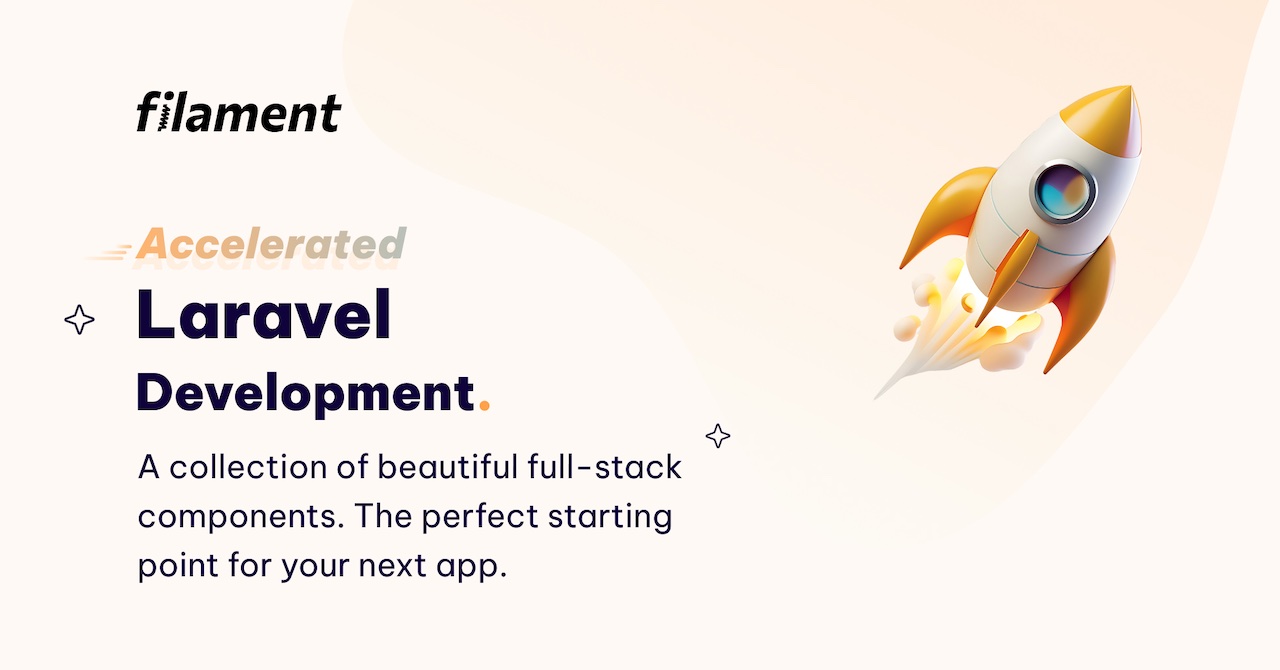 filament
Accelerated
Laravel
Development.
A collection of beautiful full-stack
components. The perfect starting
point for your next app.